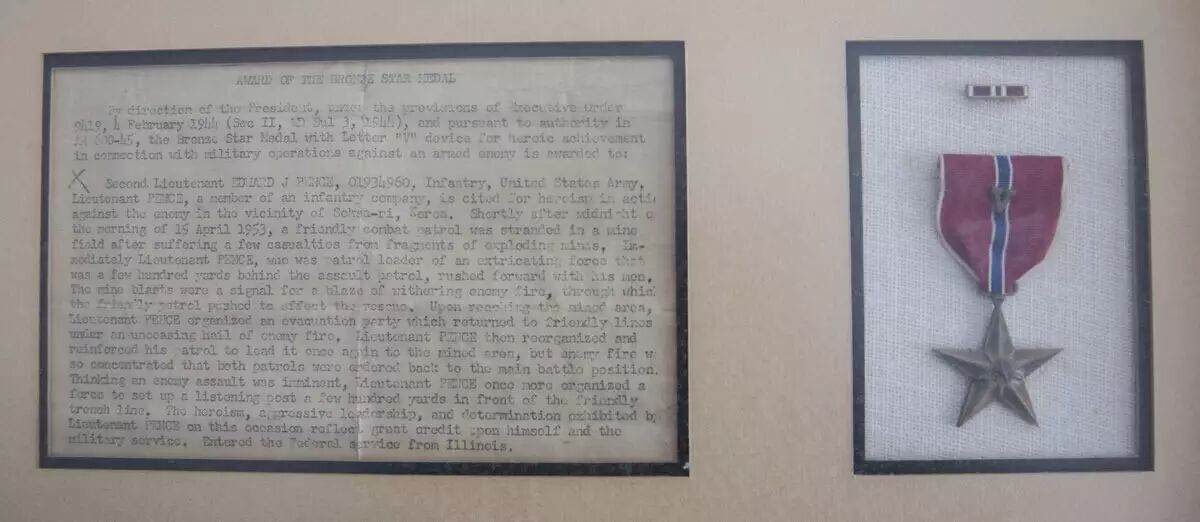 AWARD OF THE BRONZE STAR MEDAL
By direction of the President, under the provisions of Executive Order
9419, 4 February 1944 (Sec II, WD Bul 3, 1944), and pursuant to authority in
AR 600-45, the Bronze Star Medal with Letter "V" device for heroic achievement
in connection with military operations against an armed enemy is awarded to:
X Second Lieutenant EDWARD J PENCE, 01934960, Infantry, United States Army.
Lieutenant PENCE, a member of an infantry company, is cited for heroism in acti
against the enemy in the vicinity of Korea. Shortly after midnight o
the morning of 15 April 1953, a friendly combat patrol was stranded in a mine
field after suffering a few casualties from fragments of exploding mines. Im-
mediately Lieutenant PENCE, who was patrol leader of an extricating force that
was a few hundred yards behind the assault patrol, rushed forward with his men.
The mine blasts were a signal for a blaze of withering enemy fire, through whic
the friendly patrol pushed to effect the rescue. Upon reaching the mined area,
Lieutenant PENCE organized an evacuation party which returned to friendly lines
under an unceasing hail of enemy fire. Lieutenant PENCE then reorganized and
reinforced his patrol to lead it once again to the mined area, but enemy fire w
so concentrated that both patrols were ordered back to the main battle position.
Thinking an enemy assault was imminent, Lieutenant PENCE once more organized a
force to set up a listening post a few hundred yards in front of the friendly
trench line. The heroism, aggressive leadership, and determination exhibited by
Lieutenant PENCE on this occasion reflect great credit upon himself and the
military service. Entered the Federal service from Illinois.